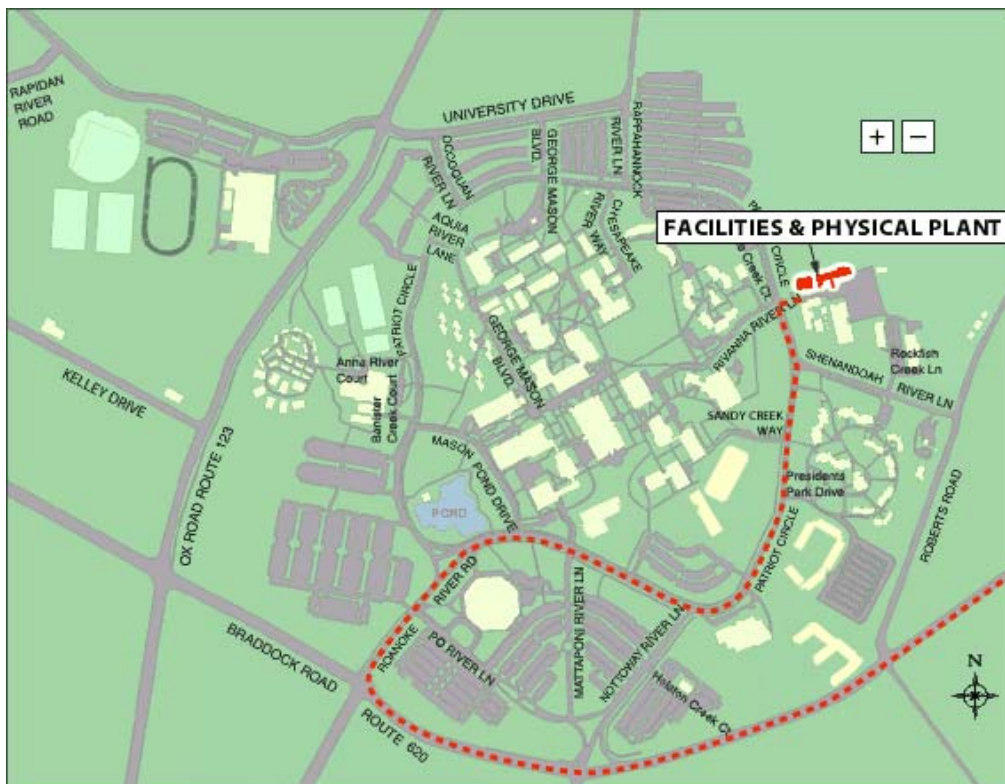 RAPIDAN
RIVER
ROAD
UNIVERSITY DRIVE
OCCOQUAN
RIVER LN
GEORGE MASON
BLVD.
RAPPAHANNOCK
RIVER LN
+
−
CHESAPEAKE
RIVER WAY
AQUIA
RIVER
LANE
FACILITIES & PHYSICAL PLANT
CIRCLE
Creek Ct.
PATRIOT CIRCLE
GEORGE MASON
BLVD.
RIVANNA RIVER LN
Rockfish
Creek Ln
SHENANDOAH
RIVER LN
Anna River
Court
Banister
Creek Court
KELLEY DRIVE
SANDY CREEK
WAY
MASON
POND DRIVE
POND
Presidents
Park Drive
OX ROAD ROUTE 123
ROBERTS ROAD
PATRIOT CIRCLE
ROANOKE
RIVER RD
BRADDOCK ROAD
PO RIVER LN
MATTAPONI RIVER LN
NOTTOWAY RIVER LN
Holston Creek Ct
ROUTE 620
N